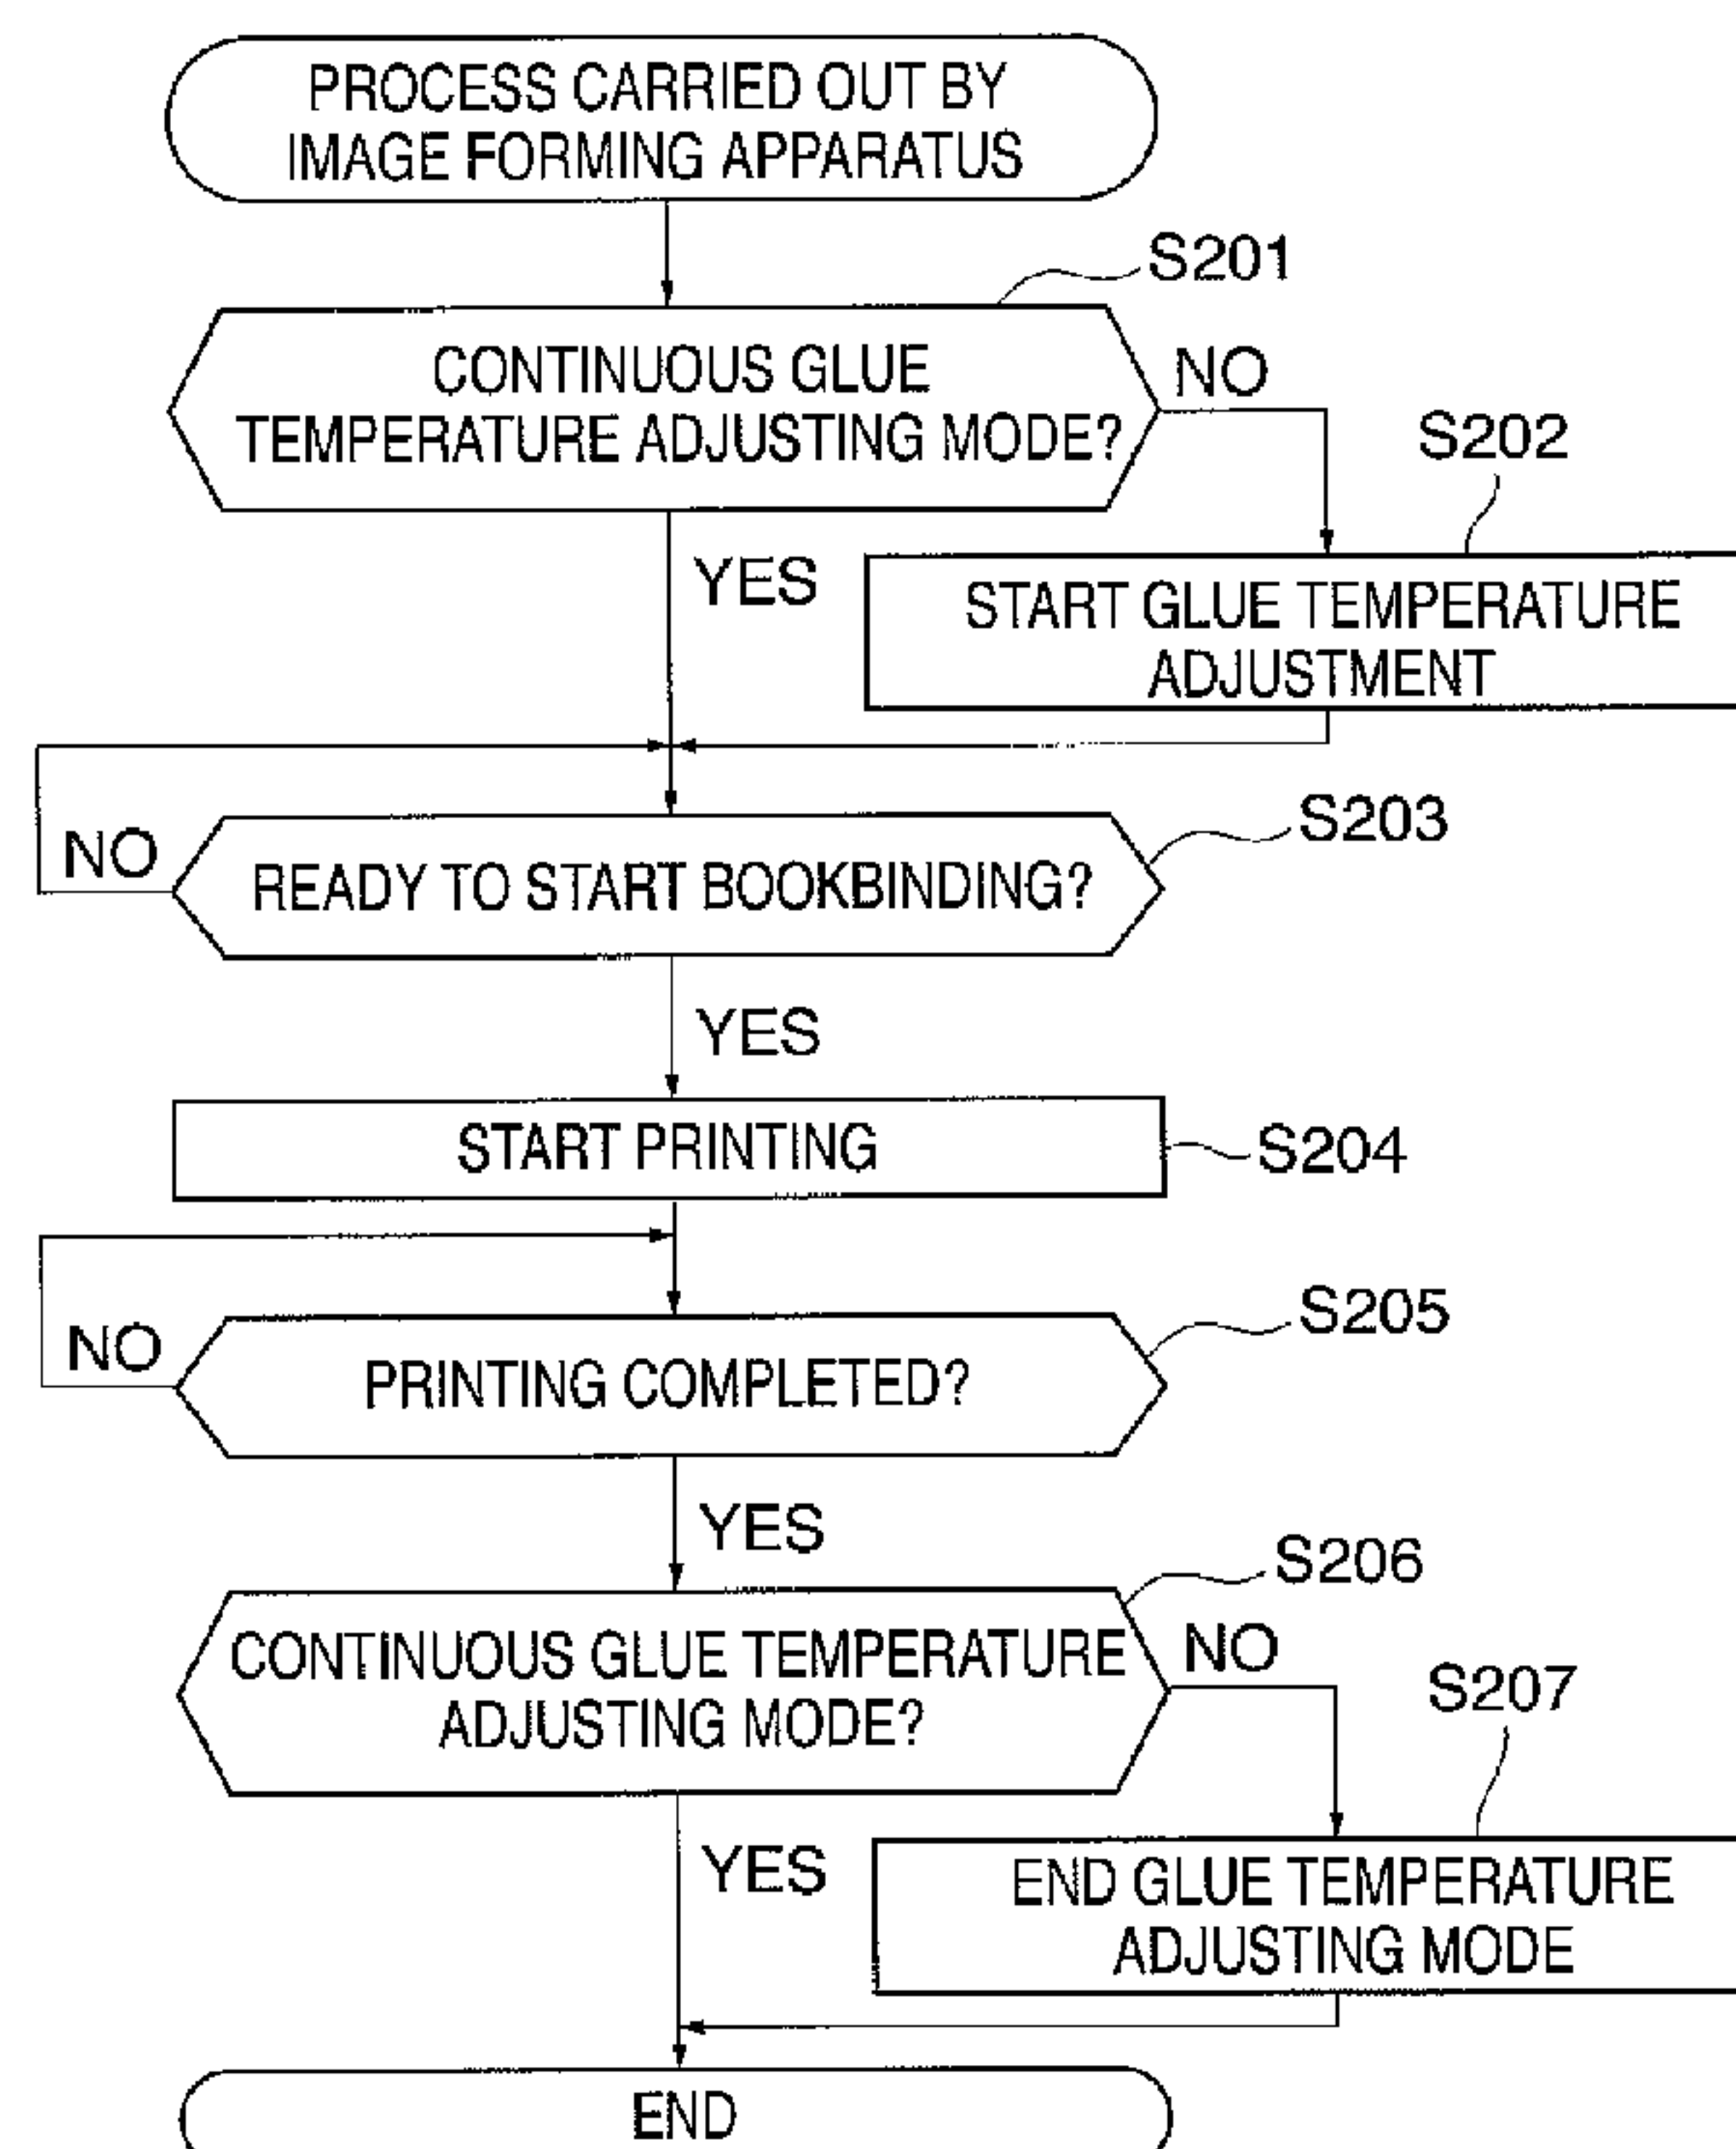 PROCESS CARRIED OUT BY
IMAGE FORMING APPARATUS
S201
CONTINUOUS GLUE
TEMPERATURE ADJUSTING MODE?
NO
S202
YES
START GLUE TEMPERATURE
ADJUSTMENT
S203
NO
READY TO START BOOKBINDING?
YES
START PRINTING
S204
S205
NO
PRINTING COMPLETED?
YES
S206
CONTINUOUS GLUE TEMPERATURE
ADJUSTING MODE?
NO
S207
YES
END GLUE TEMPERATURE
ADJUSTING MODE
END